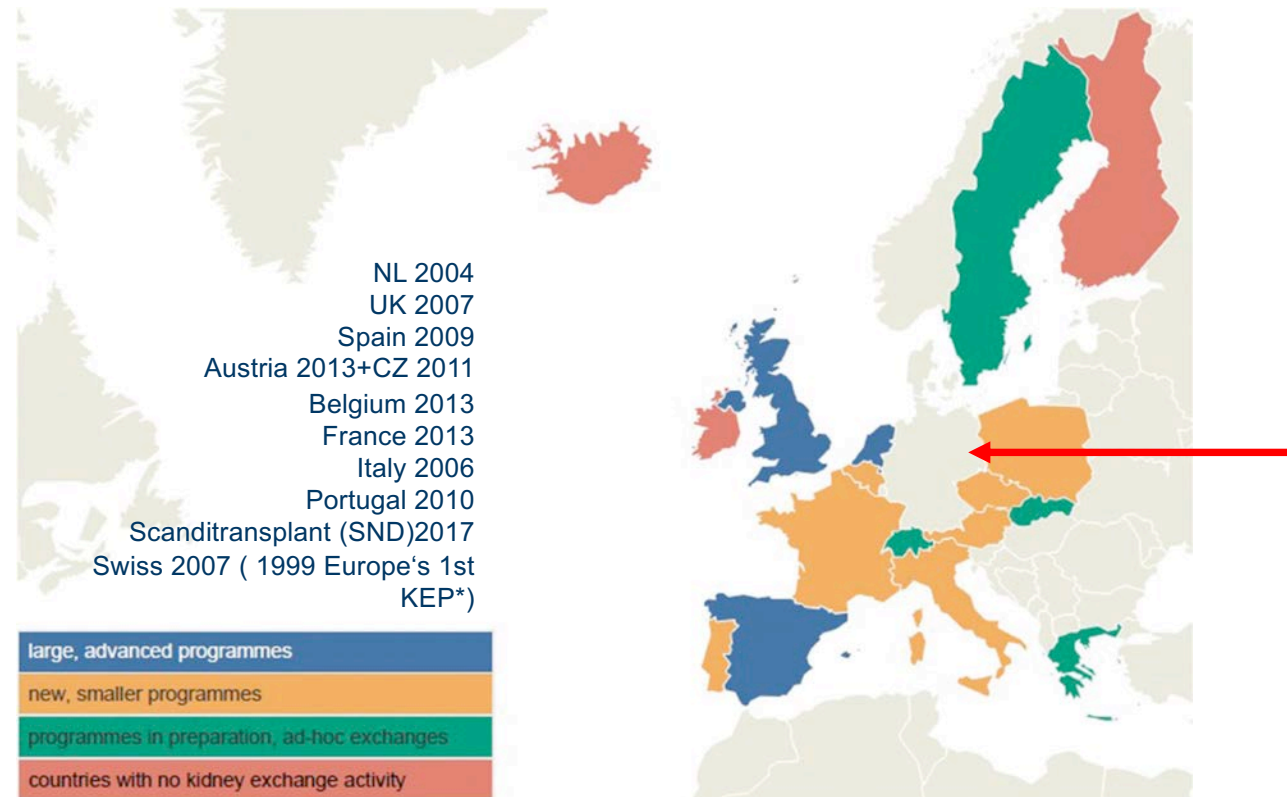 NL 2004
UK 2007
Spain 2009
Austria 2013+CZ 2011
Belgium 2013
France 2013
Italy 2006
Portugal 2010
Scanditransplant (SND)2017
Swiss 2007 ( 1999 Europe‘s 1st
KEP*)
large, advanced programmes
new, smaller programmes
programmes in preparation, ad-hoc exchanges
countries with no kidney exchange activity